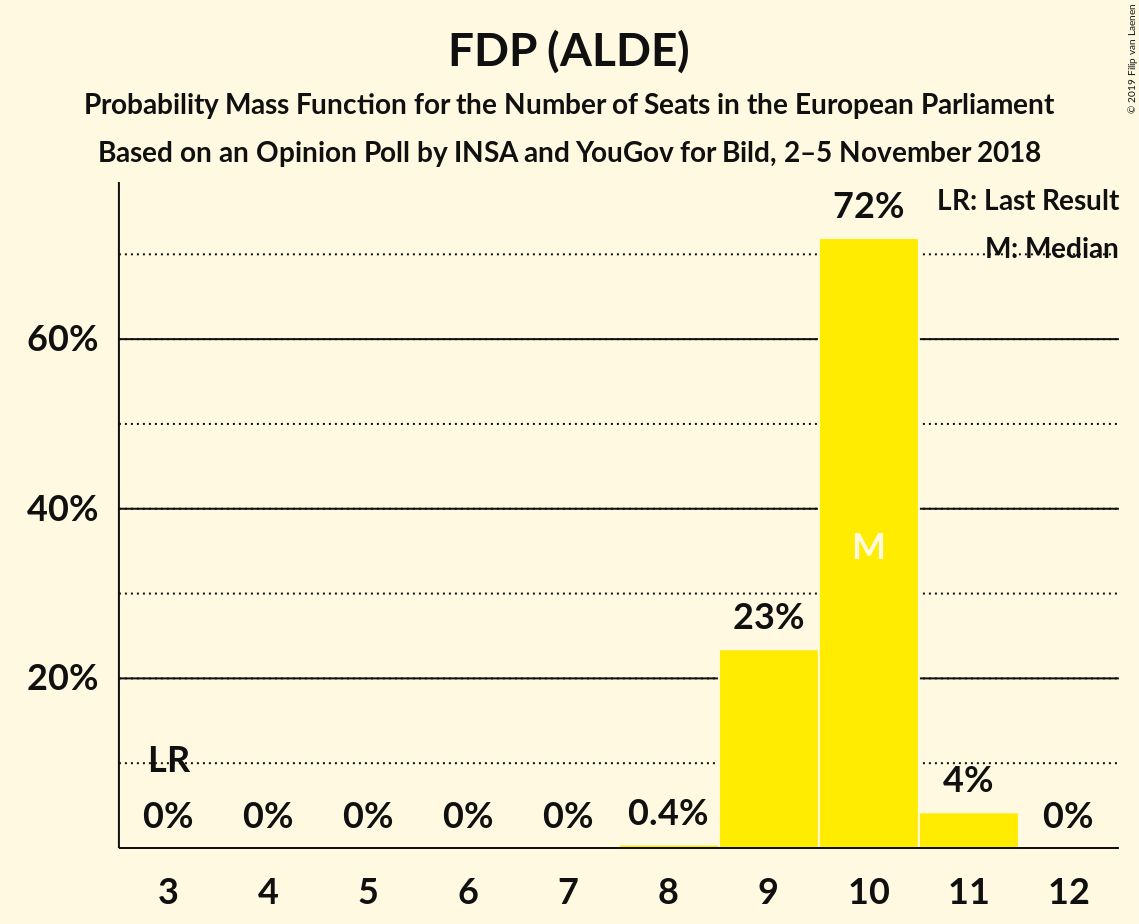 FDP (ALDE)
Probability Mass Function for the Number of Seats in the European Parliament
Based on an Opinion Poll by INSA and YouGov for Bild, 2–5 November 2018
© 2019 Filip van Laenen
LR: Last Result
M: Median
60%
40%
20%
LR
0%
0%
0%
0%
0%
0.4%
23%
72%
M
4%
0%
3
4
5
6
7
8
9
10
11
12